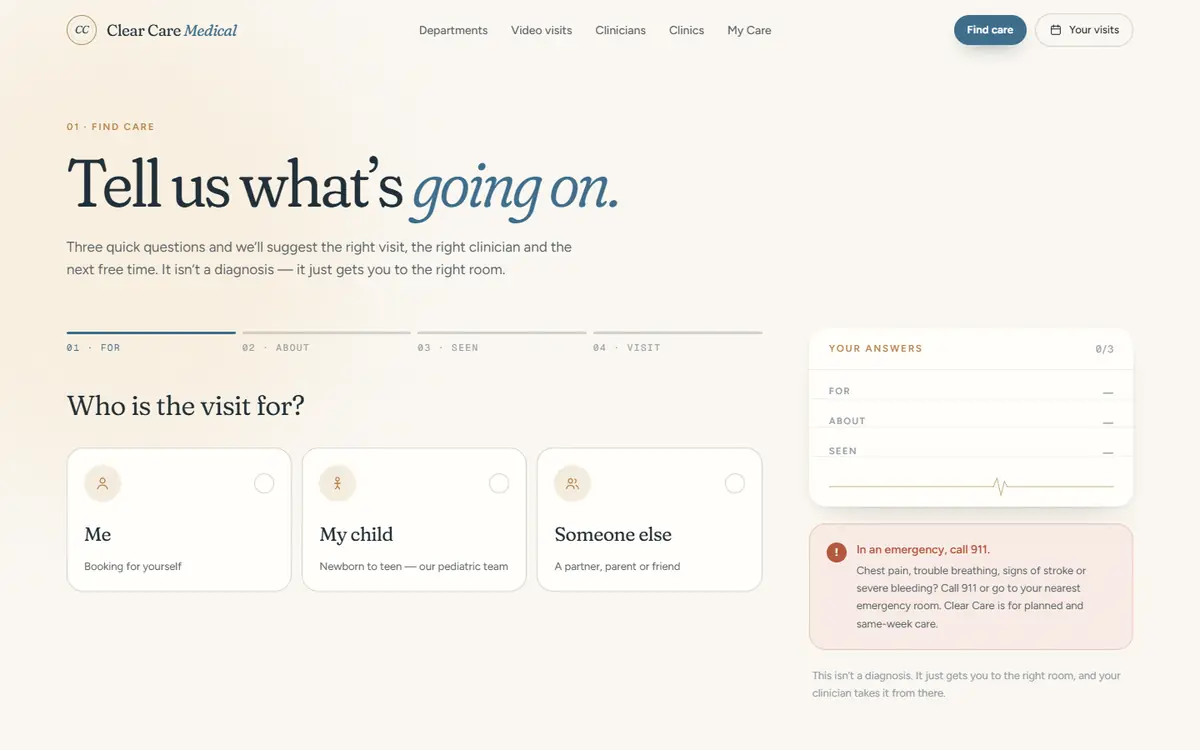 CC Clear Care Medical
Departments
Video visits
Clinicians
Clinics
My Care
Find care
Your visits
01 · FIND CARE
Tell us what’s going on.
Three quick questions and we’ll suggest the right visit, the right clinician and the
next free time. It isn’t a diagnosis — it just gets you to the right room.
01 · FOR
02 · ABOUT
03 · SEEN
04 · VISIT
Who is the visit for?
Me
Booking for yourself
My child
Newborn to teen — our pediatric team
Someone else
A partner, parent or friend
YOUR ANSWERS 0/3
FOR —
ABOUT —
SEEN —
! In an emergency, call 911.
Chest pain, trouble breathing, signs of stroke or
severe bleeding? Call 911 or go to your nearest
emergency room. Clear Care is for planned and
same-week care.
This isn’t a diagnosis. It just gets you to the right room, and your
clinician takes it from there.